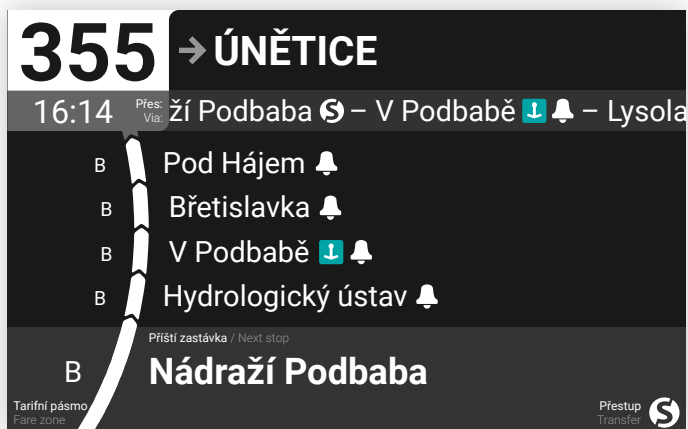 355 → ÚNĚTICE
16:14 Přes: Via: ží Podbaba S – V Podbabě – Lysola
B Pod Hájem
B Břetislavka
B V Podbabě
B Hydrologický ústav
Příští zastávka / Next stop
B Nádraží Podbaba
Tarifní pásmo Přestup
Fare zone Transfer S